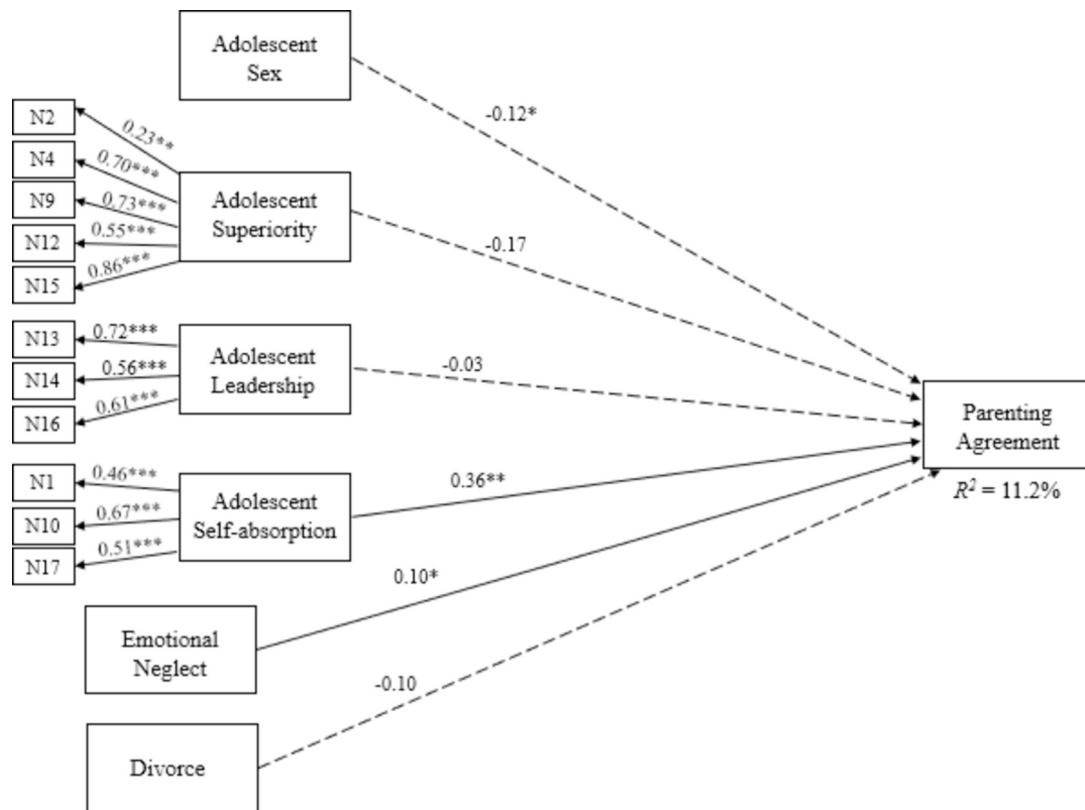 Adolescent
Sex
-0.12*
N2
0.23**
N4
0.70***
N9
0.73***
N12
0.55***
N15
0.86***
Adolescent
Superiority
-0.17
N13
0.72***
N14
0.56***
N16
0.61***
Adolescent
Leadership
-0.03
Parenting
Agreement
R² = 11.2%
N1
0.46***
N10
0.67***
N17
0.51***
Adolescent
Self-absorption
0.36**
Emotional
Neglect
0.10*
Divorce
-0.10